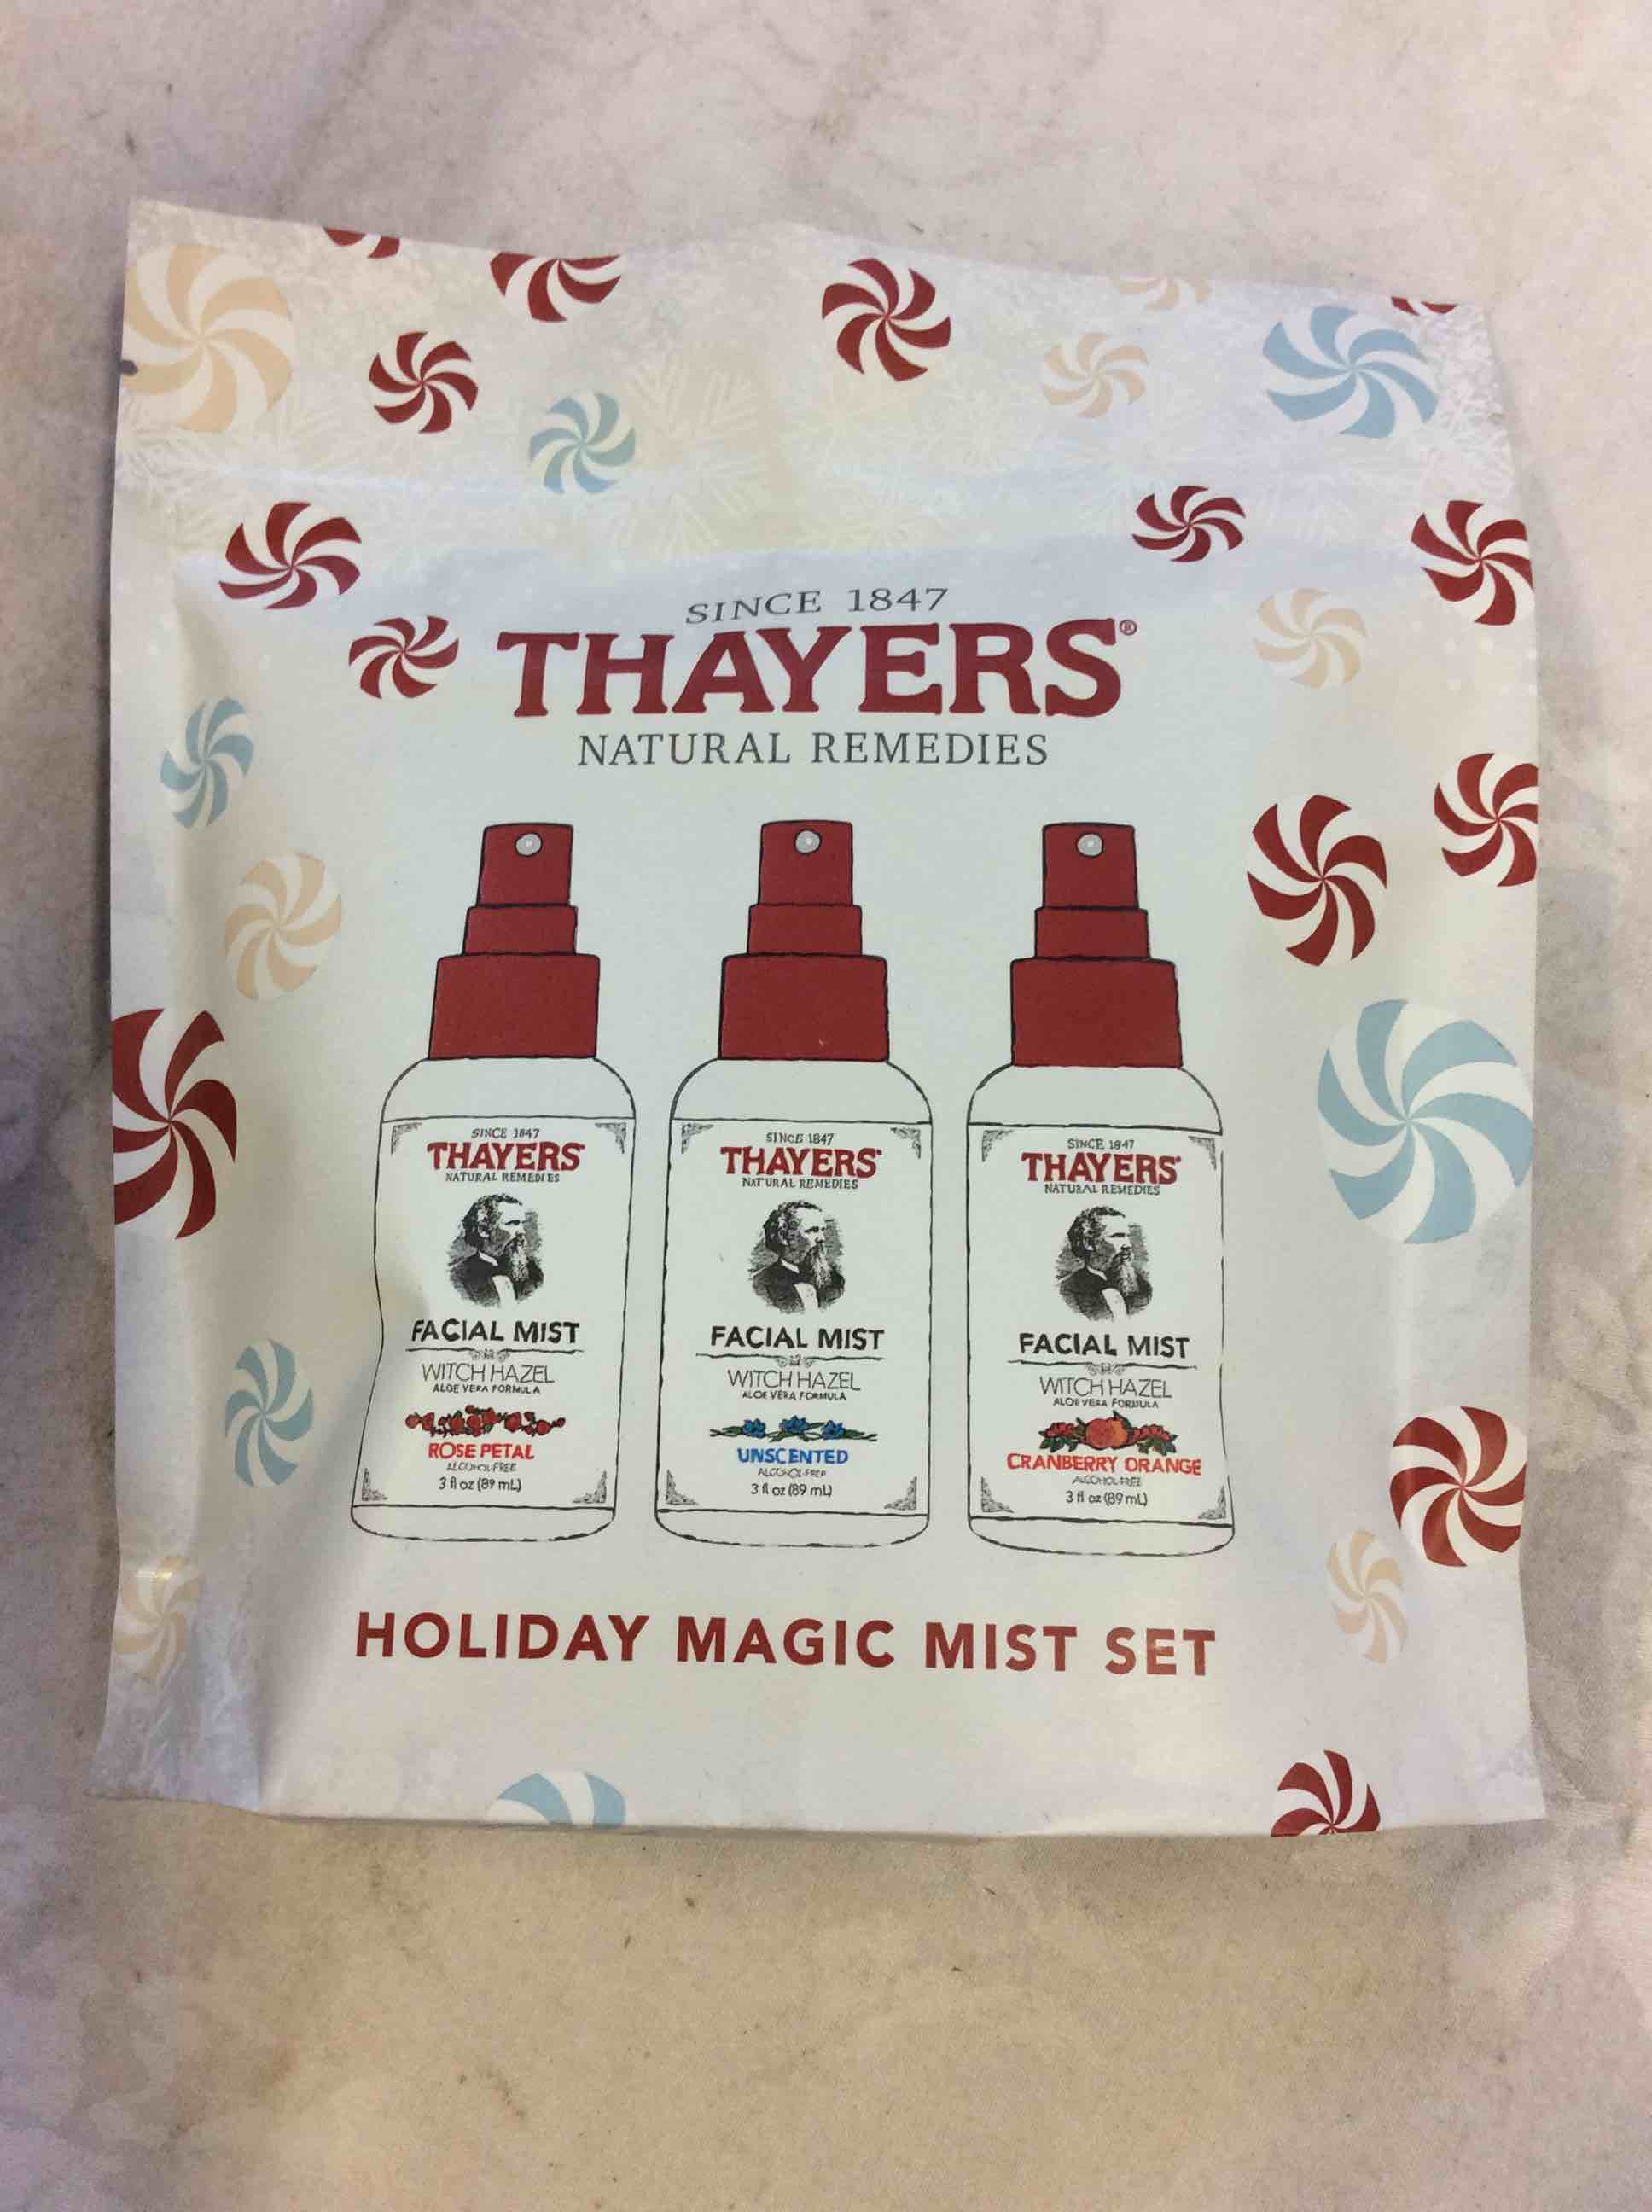 SINCE 1847
THAYERS®
NATURAL REMEDIES
SINCE 1847
THAYERS
NATURAL REMEDIES
FACIAL MIST
WITCH HAZEL
ALOE VERA FORMULA
ROSE PETAL
ALCOHOL-FREE
3 fl oz (89 mL)
SINCE 1847
THAYERS
NATURAL REMEDIES
FACIAL MIST
WITCH HAZEL
ALOE VERA FORMULA
UNSCENTED
ALCOHOL-FREE
3 fl oz (89 mL)
SINCE 1847
THAYERS
NATURAL REMEDIES
FACIAL MIST
WITCH HAZEL
ALOE VERA FORMULA
CRANBERRY ORANGE
ALCOHOL-FREE
3 fl oz (89 mL)
HOLIDAY MAGIC MIST SET